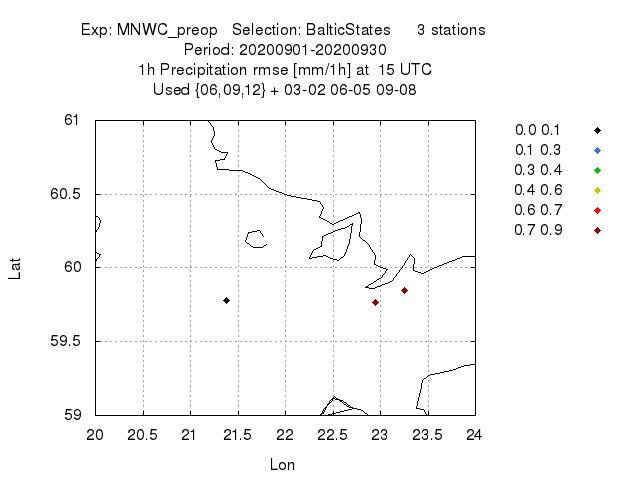 Exp: MNWC_preop Selection: BalticStates 3 stations
Period: 20200901-20200930
1h Precipitation rmse [mm/1h] at 15 UTC
Used {06,09,12} + 03-02 06-05 09-08
61
60.5
60
59.5
59
Lat
20 20.5 21 21.5 22 22.5 23 23.5 24
Lon
0.0 0.1
0.1 0.3
0.3 0.4
0.4 0.6
0.6 0.7
0.7 0.9